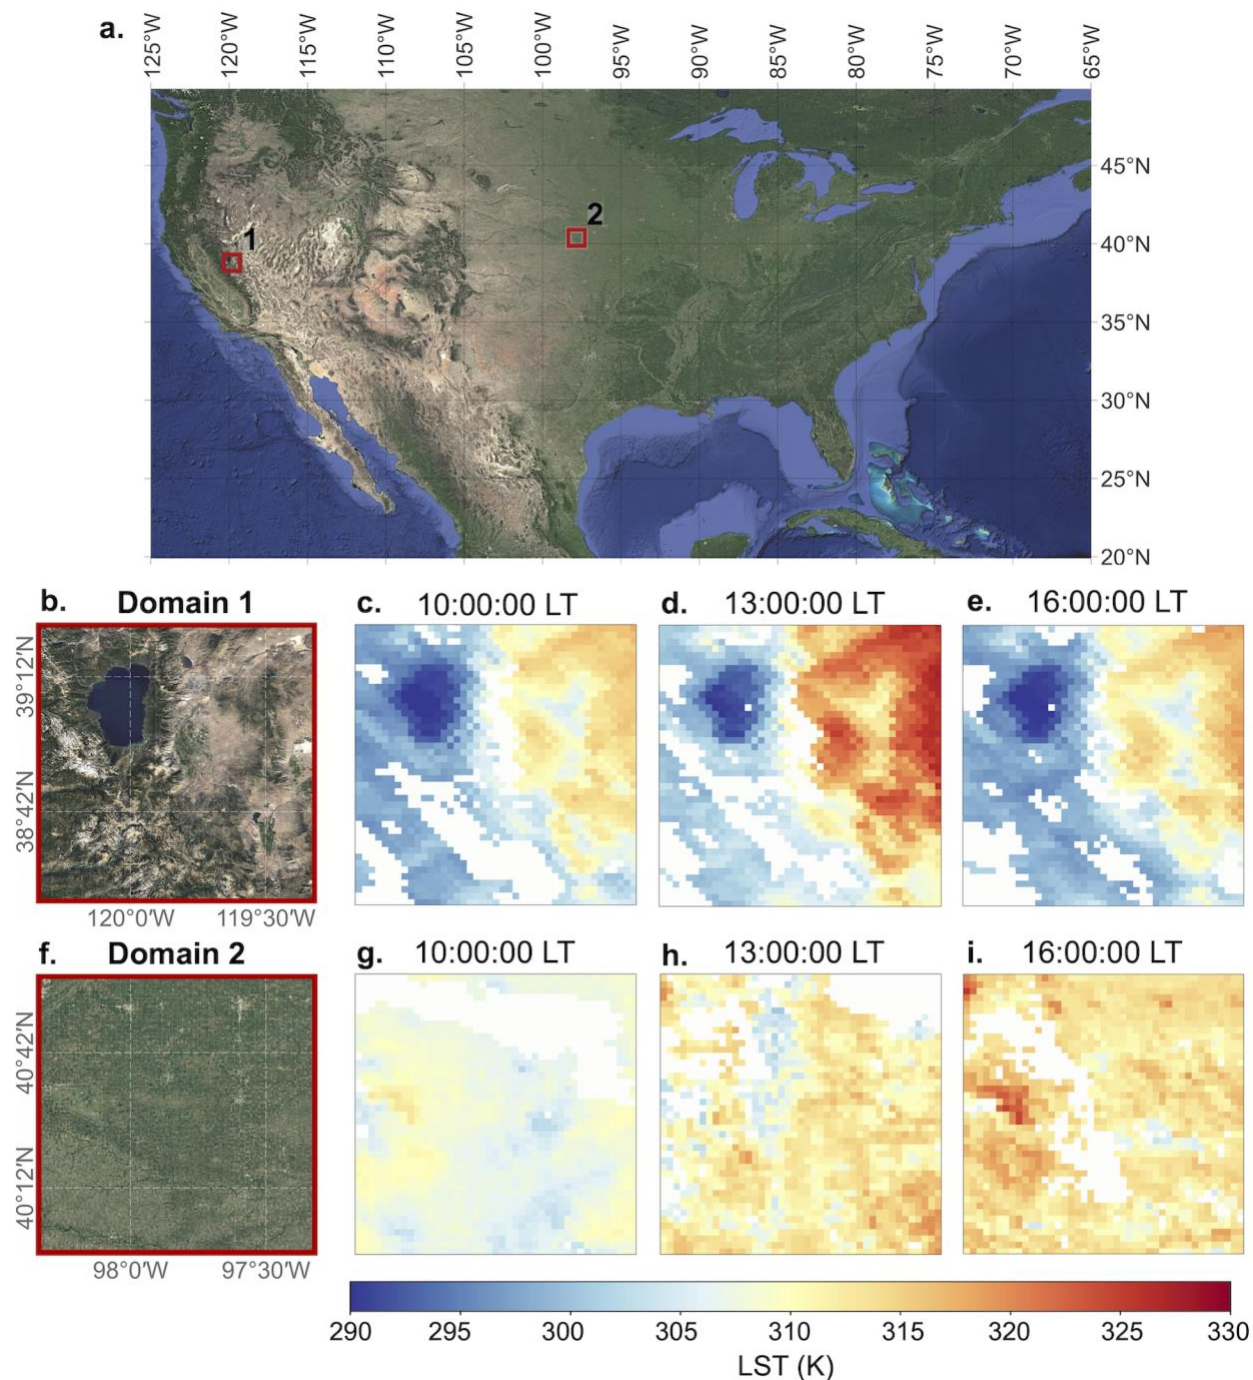 a.
125°W 120°W 115°W 110°W 105°W 100°W 95°W 90°W 85°W 80°W 75°W 70°W 65°W
45°N
2
1
40°N
35°N
30°N
25°N
20°N
b. Domain 1
c. 10:00:00 LT
d. 13:00:00 LT
e. 16:00:00 LT
39°12'N
38°42'N
120°0'W 119°30'W
f. Domain 2
g. 10:00:00 LT
h. 13:00:00 LT
i. 16:00:00 LT
40°42'N
40°12'N
98°0'W 97°30'W
290 295 300 305 310 315 320 325 330
LST (K)